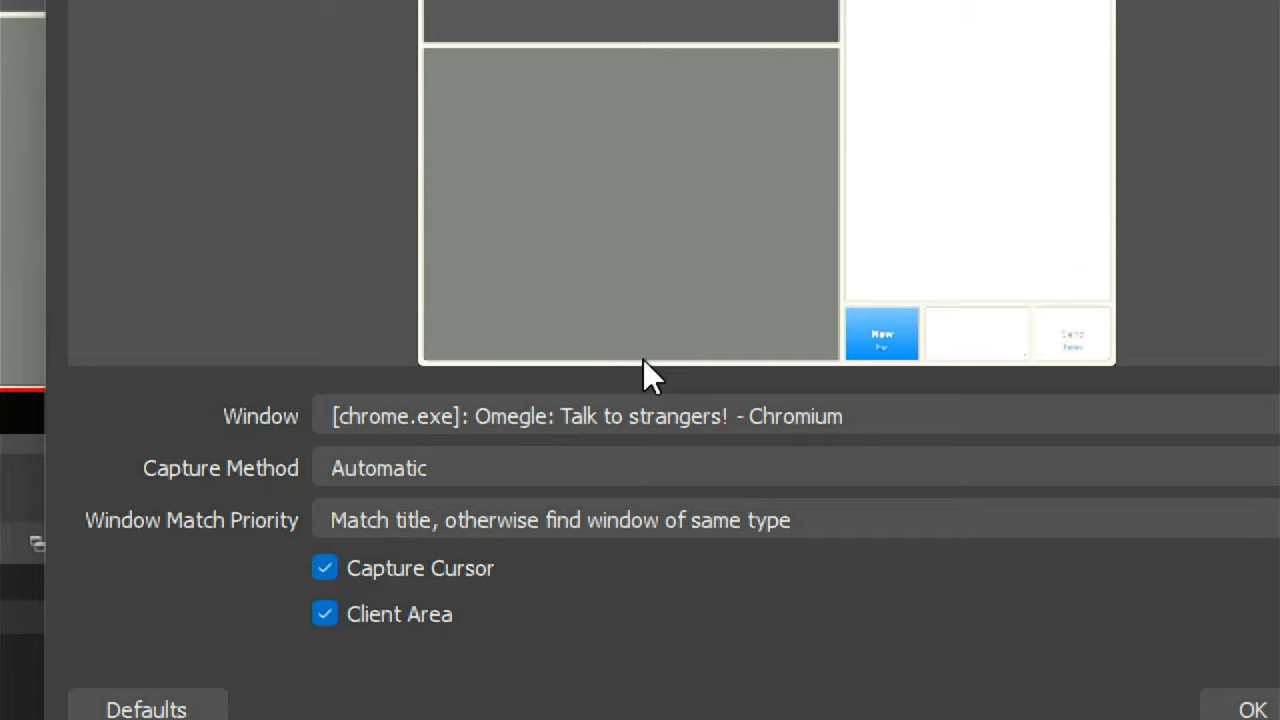 New
Send
Window [chrome.exe]: Omegle: Talk to strangers! - Chromium
Capture Method Automatic
Window Match Priority Match title, otherwise find window of same type
Capture Cursor
Client Area
Defaults OK